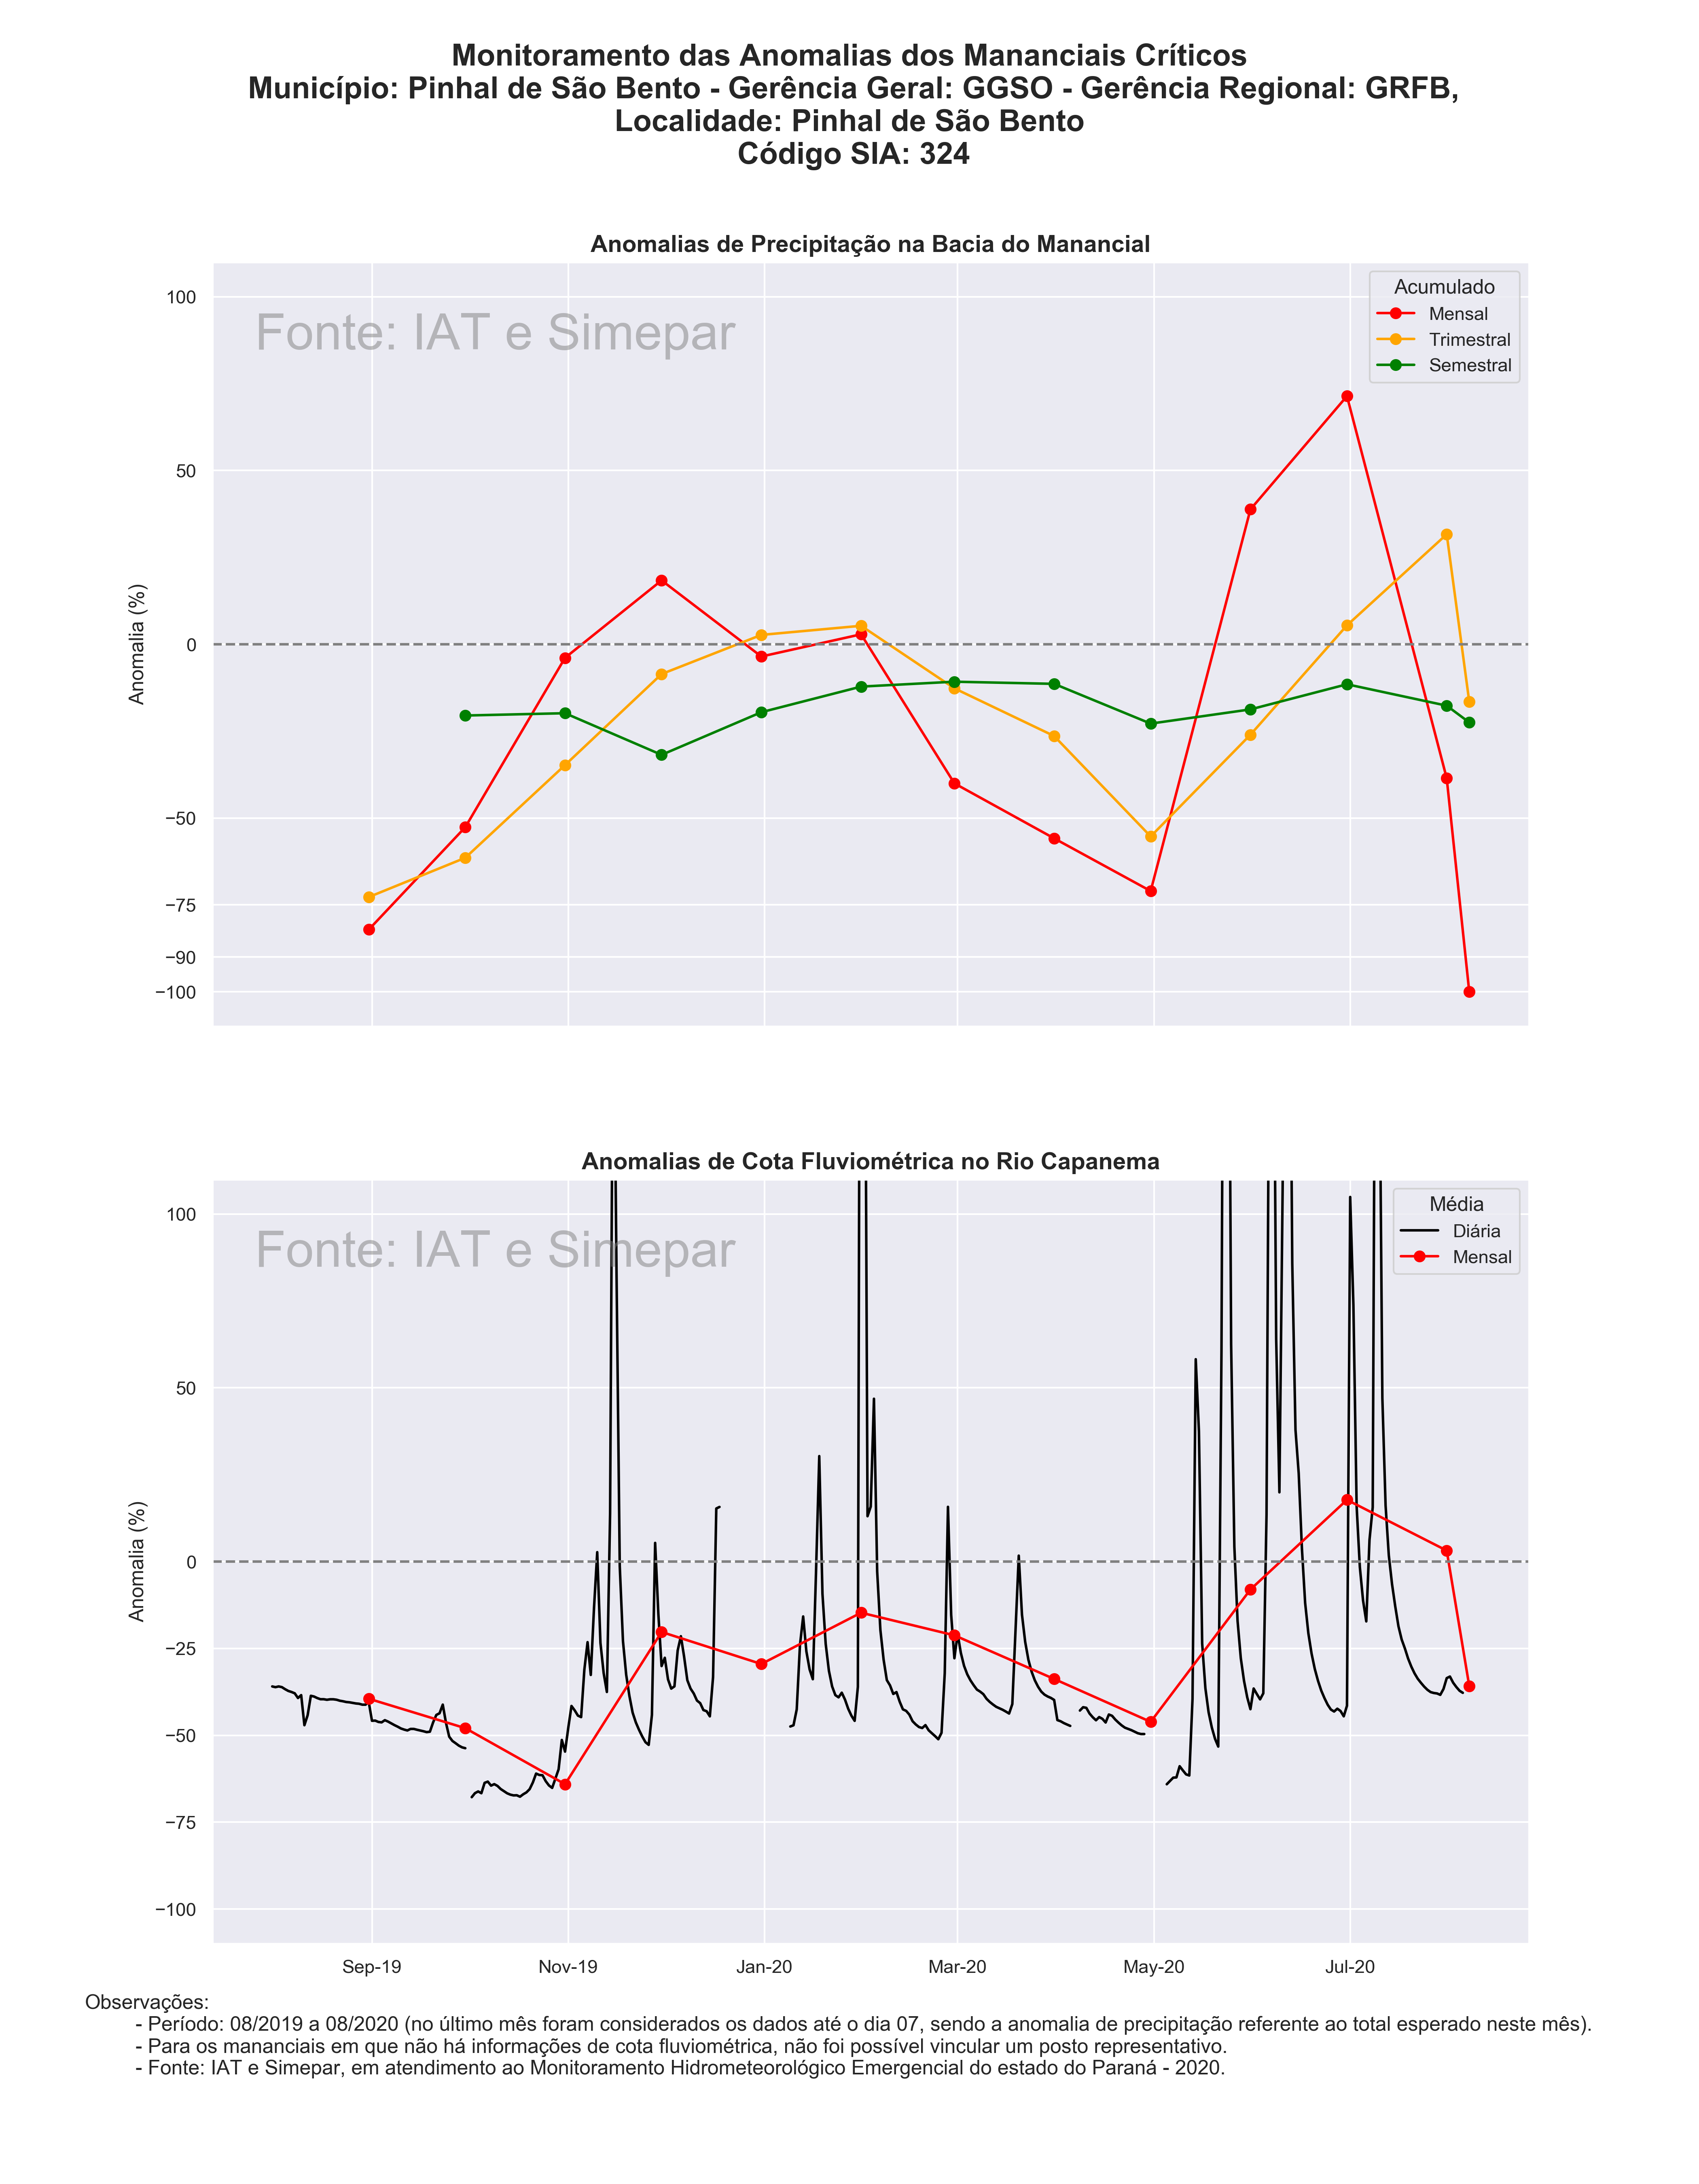 Monitoramento das Anomalias dos Mananciais Críticos
Município: Pinhal de São Bento - Gerência Geral: GGSO - Gerência Regional: GRFB,
Localidade: Pinhal de São Bento
Código SIA: 324
Anomalias de Precipitação na Bacia do Manancial
Fonte: IAT e Simepar
Acumulado
Mensal
Trimestral
Semestral
100
50
0
−50
−75
−90
−100
Anomalia (%)
Anomalias de Cota Fluviométrica no Rio Capanema
Fonte: IAT e Simepar
Média
Diária
Mensal
100
50
0
−25
−50
−75
−100
Anomalia (%)
Sep-19 Nov-19 Jan-20 Mar-20 May-20 Jul-20
Observações:
- Período: 08/2019 a 08/2020 (no último mês foram considerados os dados até o dia 07, sendo a anomalia de precipitação referente ao total esperado neste mês).
- Para os mananciais em que não há informações de cota fluviométrica, não foi possível vincular um posto representativo.
- Fonte: IAT e Simepar, em atendimento ao Monitoramento Hidrometeorológico Emergencial do estado do Paraná - 2020.